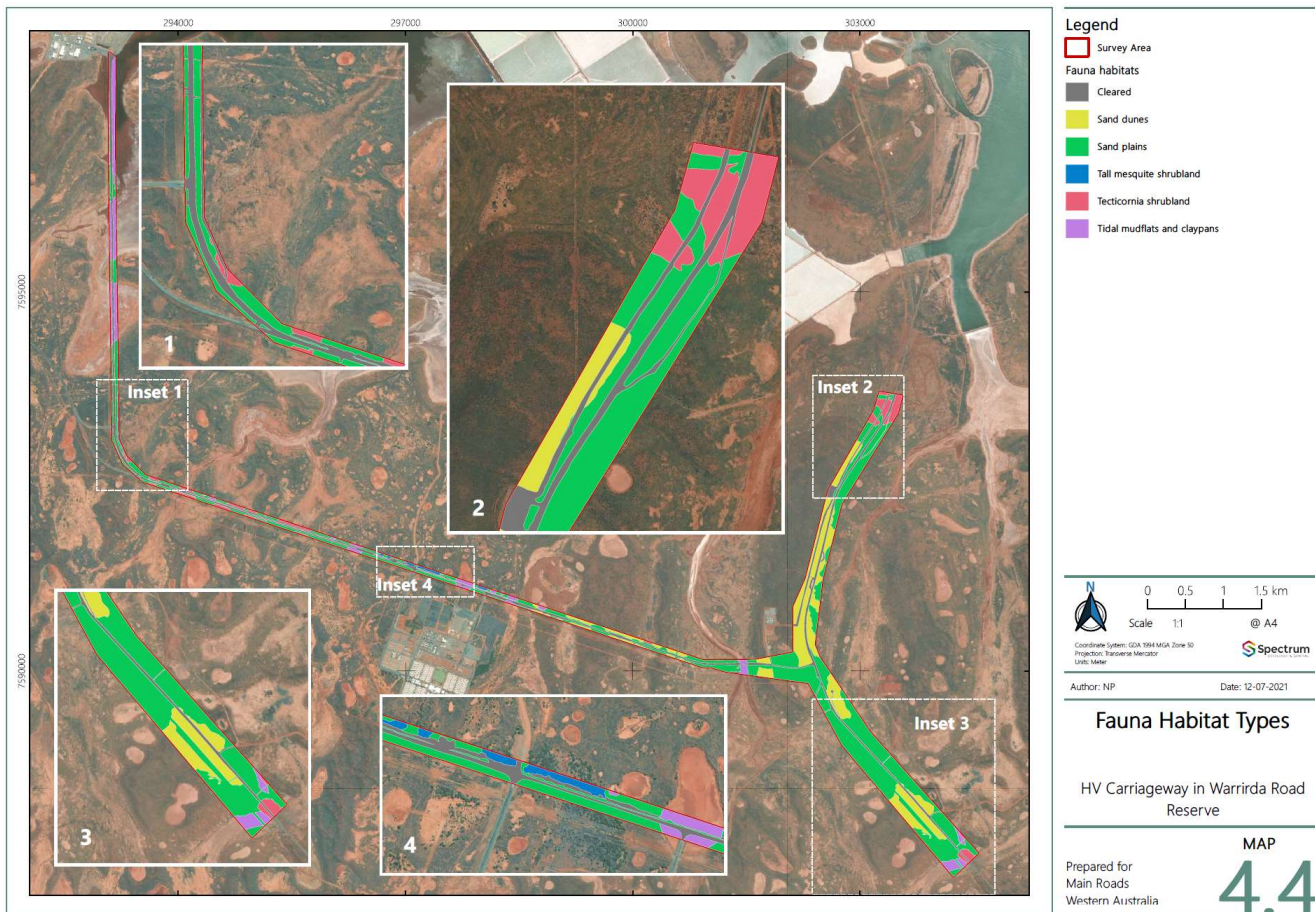 294000
297000
300000
303000
7595000
7590000
1
Inset 1
2
Inset 2
Inset 4
3
4
Inset 3
Legend
Survey Area
Fauna habitats
Cleared
Sand dunes
Sand plains
Tall mesquite shrubland
Tecticornia shrubland
Tidal mudflats and claypans
N
0 0.5 1 1.5 km
Scale 1:1 @ A4
Coordinate System: GDA 1994 MGA Zone 50
Projection: Transverse Mercator
Units: Meter
Spectrum
Author: NP Date: 12-07-2021
Fauna Habitat Types
HV Carriageway in Warrirda Road
Reserve
MAP
Prepared for
Main Roads
Western Australia
4.4